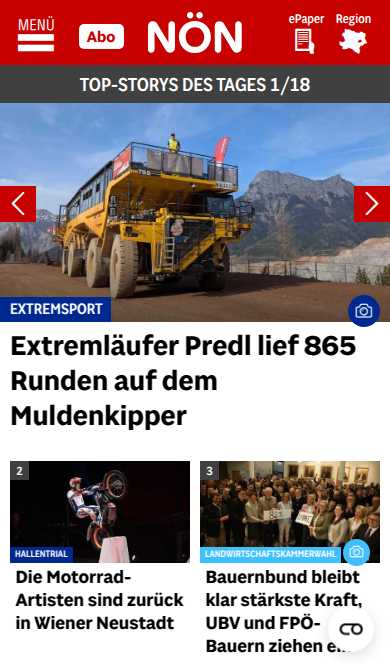 MENÜ
Abo
NÖN
ePaper
Region
TOP-STORYS DES TAGES 1/18
EXTREMSPORT
Extremläufer Predl lief 865
Runden auf dem
Muldenkipper
2
HALLENTRIAL
Die Motorrad-
Artisten sind zurück
in Wiener Neustadt
3
LANDWIRTSCHAFTSKAMMERWAHL
Bauernbund bleibt
klar stärkste Kraft,
UBV und FPÖ-
Bauern ziehen